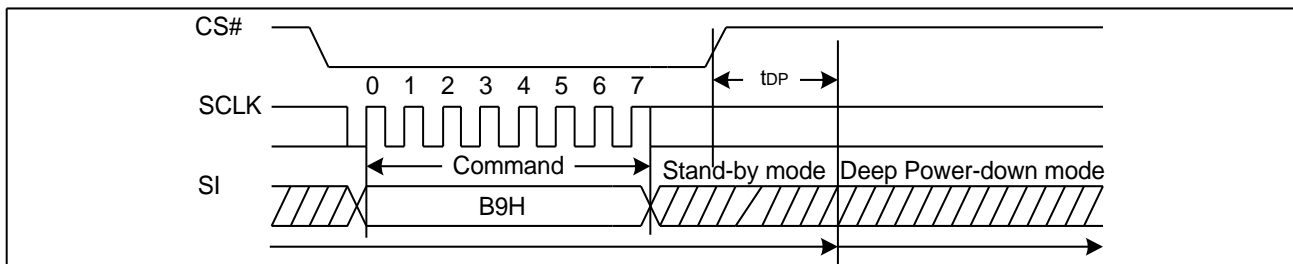 CS#
tDP
0 1 2 3 4 5 6 7
SCLK
Command
Stand-by mode Deep Power-down mode
SI
B9H